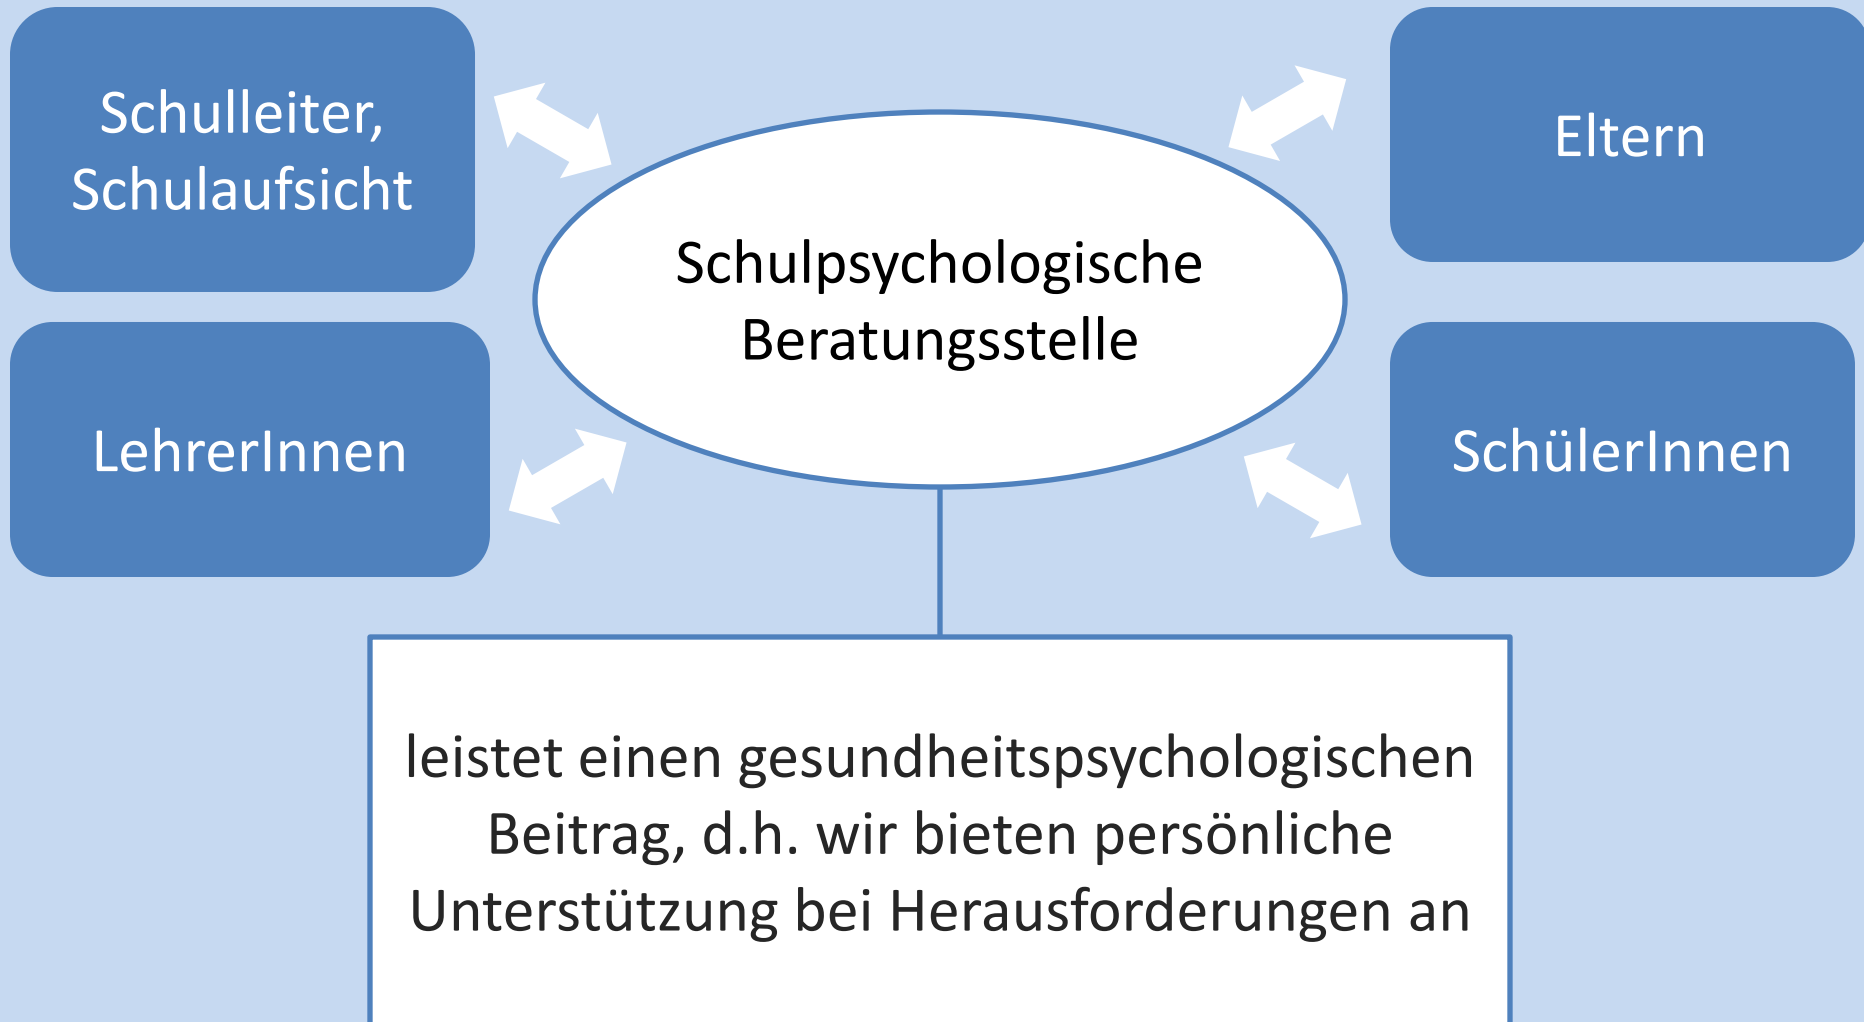 Schulleiter,
Schulaufsicht
Eltern
Schulpsychologische
Beratungsstelle
LehrerInnen
SchülerInnen
leistet einen gesundheitspsychologischen
Beitrag, d.h. wir bieten persönliche
Unterstützung bei Herausforderungen an